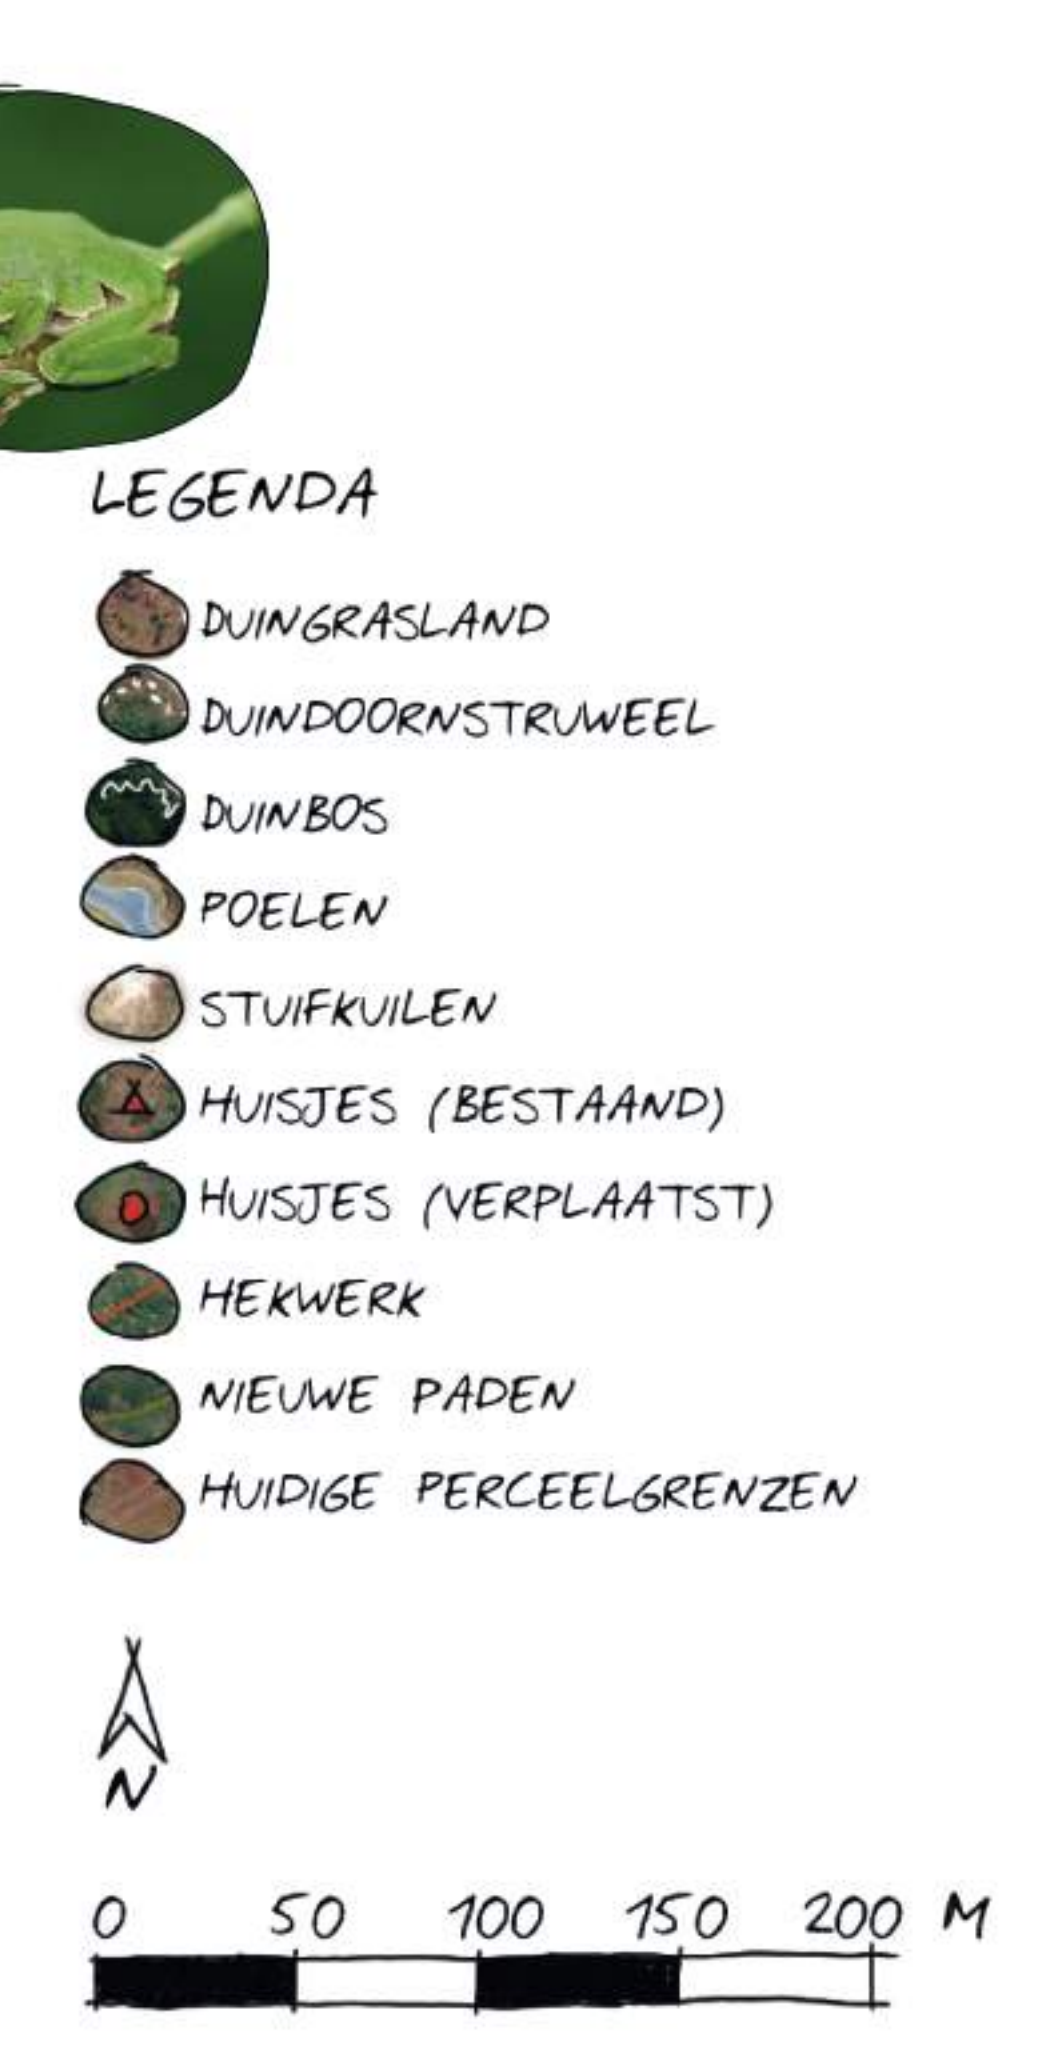 LEGENDA
DUINGRASLAND
DUINDOORNSTRUWEEL
DUINBOS
POELEN
STUIFKUILEN
HUISJES (BESTAAND)
HUISJES (VERPLAATST)
HEKWERK
NIEUWE PADEN
HUIDIGE PERCEELGRENZEN
N
0 50 100 150 200 M